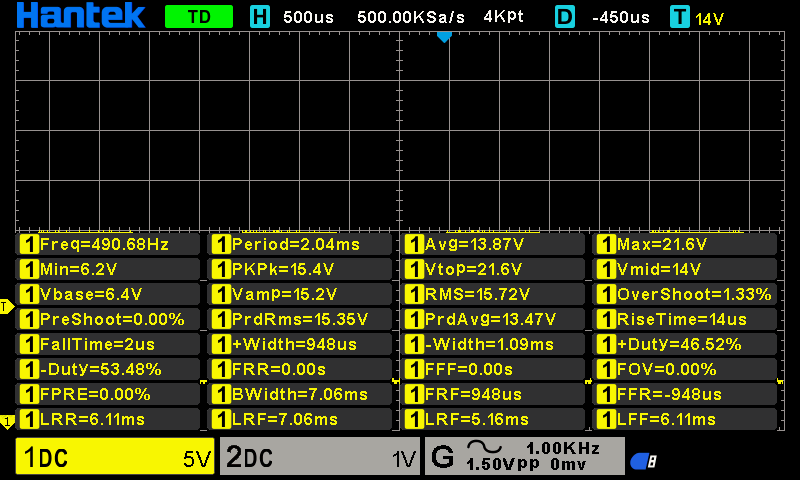 Hantek TD H 500us 500.00KSa/s 4Kpt D -450us T 14V
1 Freq=490.68Hz 1 Period=2.04ms 1 Avg=13.87V 1 Max=21.6V
1 Min=6.2V 1 PKPk=15.4V 1 Vtop=21.6V 1 Vmid=14V
1 Vbase=6.4V 1 Vamp=15.2V 1 RMS=15.72V 1 OverShoot=1.33%
T
1 PreShoot=0.00% 1 PrdRms=15.35V 1 PrdAvg=13.47V 1 RiseTime=14us
1 FallTime=2us 1 +Width=948us 1 -Width=1.09ms 1 +Duty=46.52%
1 -Duty=53.48% 1 FRR=0.00s 1 FFF=0.00s 1 FOV=0.00%
1 FPRE=0.00% 1 BWidth=7.06ms 1 FRF=948us 1 FFR=-948us
1 1 LRR=6.11ms 1 LRF=7.06ms 1 LRF=5.16ms 1 LFF=6.11ms
1DC 5V 2DC 1V G 1.00KHz
1.50Vpp 0mv 8